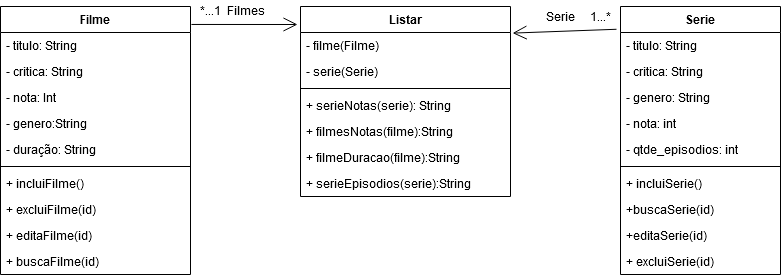 Filme
- titulo: String
- critica: String
- nota: Int
- genero:String
- duração: String
+ incluiFilme()
+ excluiFilme(id)
+ editaFilme(id)
+ buscaFilme(id)
*...1 Filmes
Listar
- filme(Filme)
- serie(Serie)
+ serieNotas(serie): String
+ filmesNotas(filme):String
+ filmeDuracao(filme):String
+ serieEpisodios(serie):String
Serie 1...*
Serie
- titulo: String
- critica: String
- genero: String
- nota: int
- qtde_episodios: int
+ incluiSerie()
+buscaSerie(id)
+editaSerie(id)
+ excluiSerie(id)